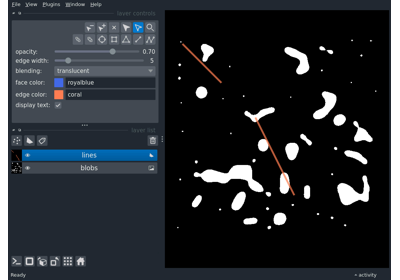 File View Plugins Window Help
layer controls
opacity: 0.70
edge width: 5
blending: translucent
face color: royalblue
edge color: coral
display text:
layer list
lines
blobs
Ready
activity